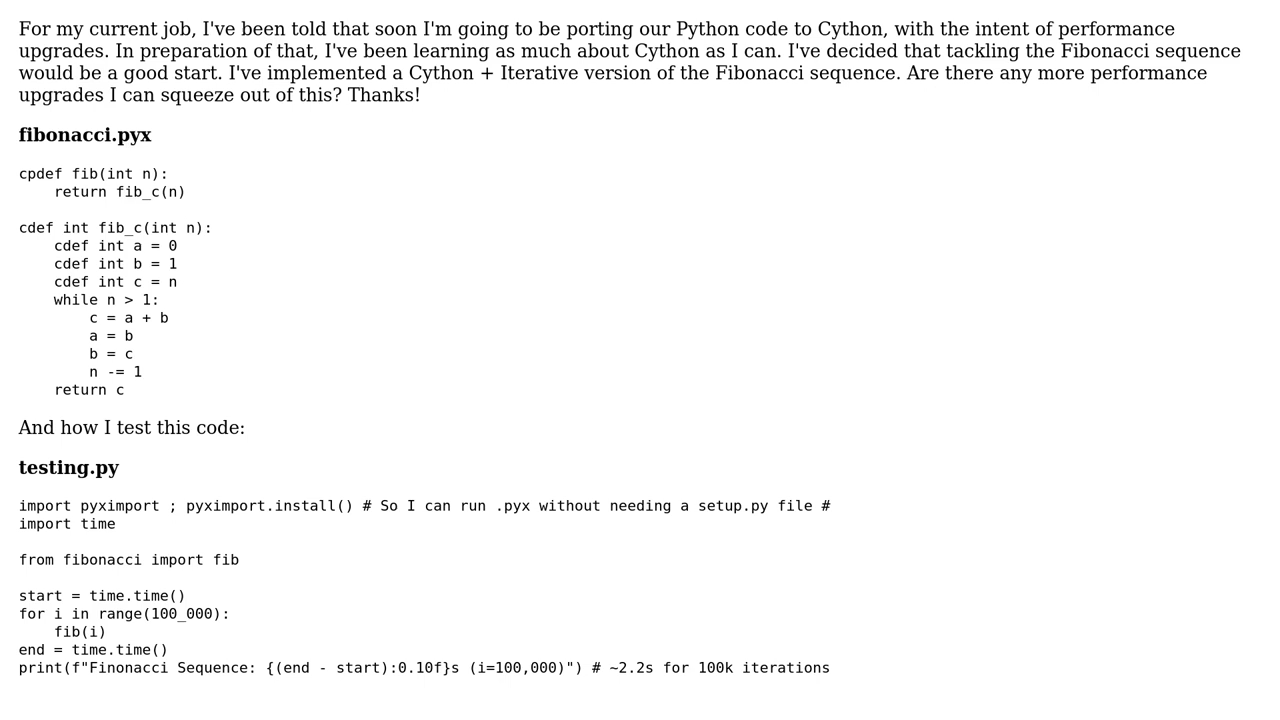 For my current job, I've been told that soon I'm going to be porting our Python code to Cython, with the intent of performance
upgrades. In preparation of that, I've been learning as much about Cython as I can. I've decided that tackling the Fibonacci sequence
would be a good start. I've implemented a Cython + Iterative version of the Fibonacci sequence. Are there any more performance
upgrades I can squeeze out of this? Thanks!
fibonacci.pyx
cpdef fib(int n):
    return fib_c(n)
cdef int fib_c(int n):
    cdef int a = 0
    cdef int b = 1
    cdef int c = n
    while n > 1:
        c = a + b
        a = b
        b = c
        n -= 1
    return c
And how I test this code:
testing.py
import pyximport ; pyximport.install() # So I can run .pyx without needing a setup.py file #
import time
from fibonacci import fib
start = time.time()
for i in range(100_000):
    fib(i)
end = time.time()
print(f"Finonacci Sequence: {(end - start):0.10f}s (i=100,000)") # ~2.2s for 100k iterations